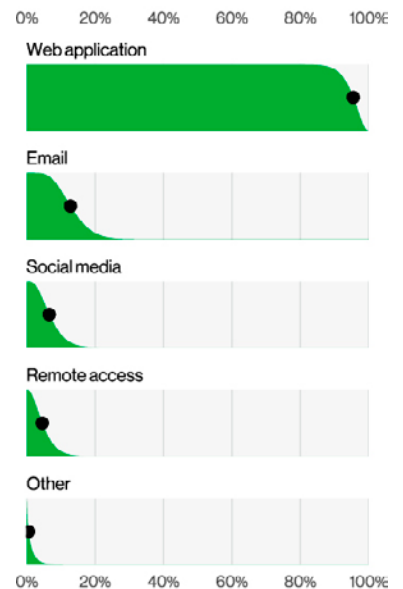 0% 20% 40% 60% 80% 100%
Web application
Email
Social media
Remote access
Other
0% 20% 40% 60% 80% 100%